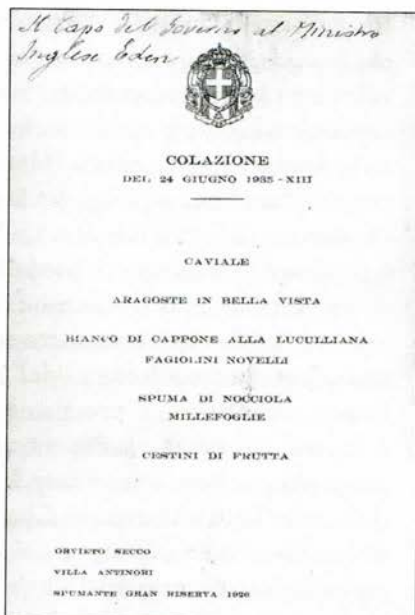 Il Capo del Governo al Ministro
Inglese Eden
COLAZIONE
DEL 24 GIUGNO 1935 - XIII
CAVIALE
ARAGOSTE IN BELLA VISTA
BIANCO DI CAPPONE ALLA LUCULLIANA
FAGIOLINI NOVELLI
SPUMA DI NOCCIOLA
MILLEFOGLIE
CESTINI DI FRUTTA
ORVIETO SECCO
VILLA ANTINORI
SPUMANTE GRAN RISERVA 1926